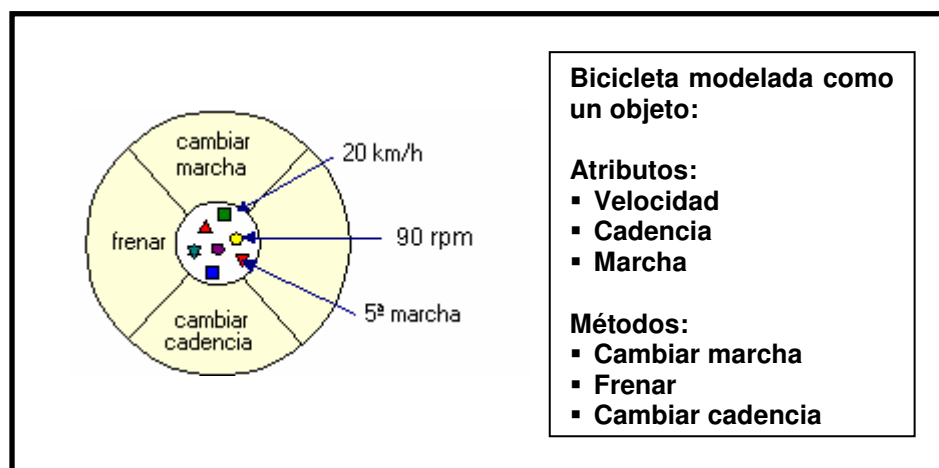 cambiar
marcha
20 km/h
frenar
90 rpm
5ª marcha
cambiar
cadencia
Bicicleta modelada como
un objeto:
Atributos:
▪ Velocidad
▪ Cadencia
▪ Marcha
Métodos:
▪ Cambiar marcha
▪ Frenar
▪ Cambiar cadencia